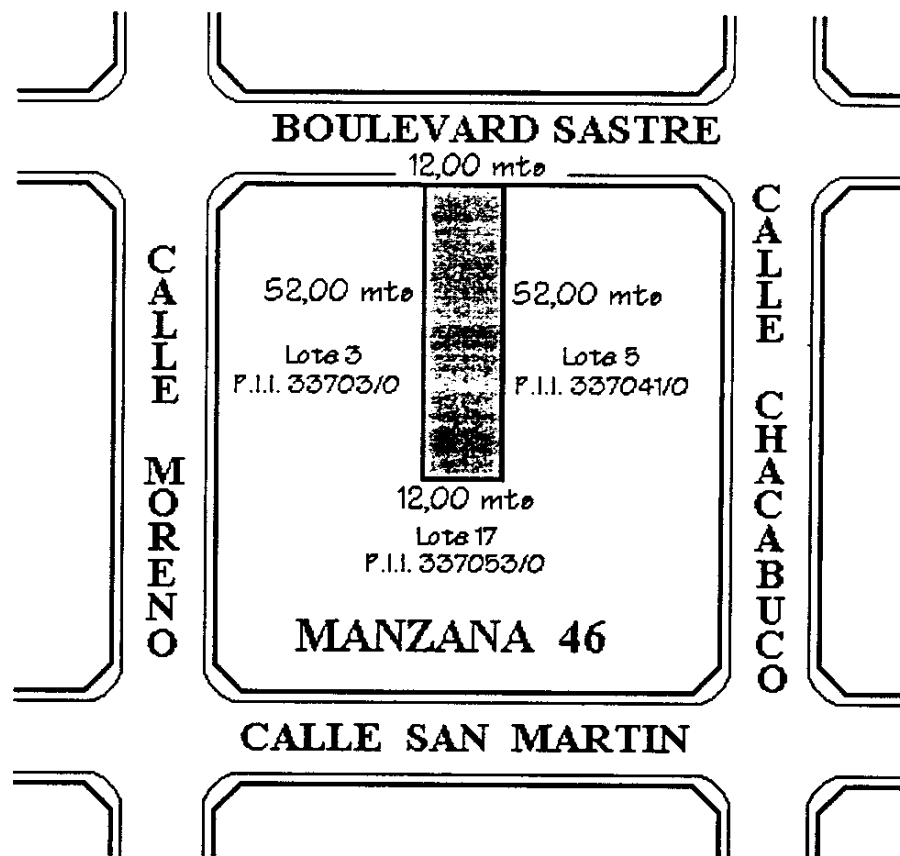 BOULEVARD SASTRE
12,00 mts
CALLE MORENO
CALLE CHACABUCO
52,00 mts
52,00 mts
Lote 3
P.I.I. 33703/0
Lote 5
P.I.I. 337041/0
12,00 mts
Lote 17
P.I.I. 337053/0
MANZANA 46
CALLE SAN MARTIN